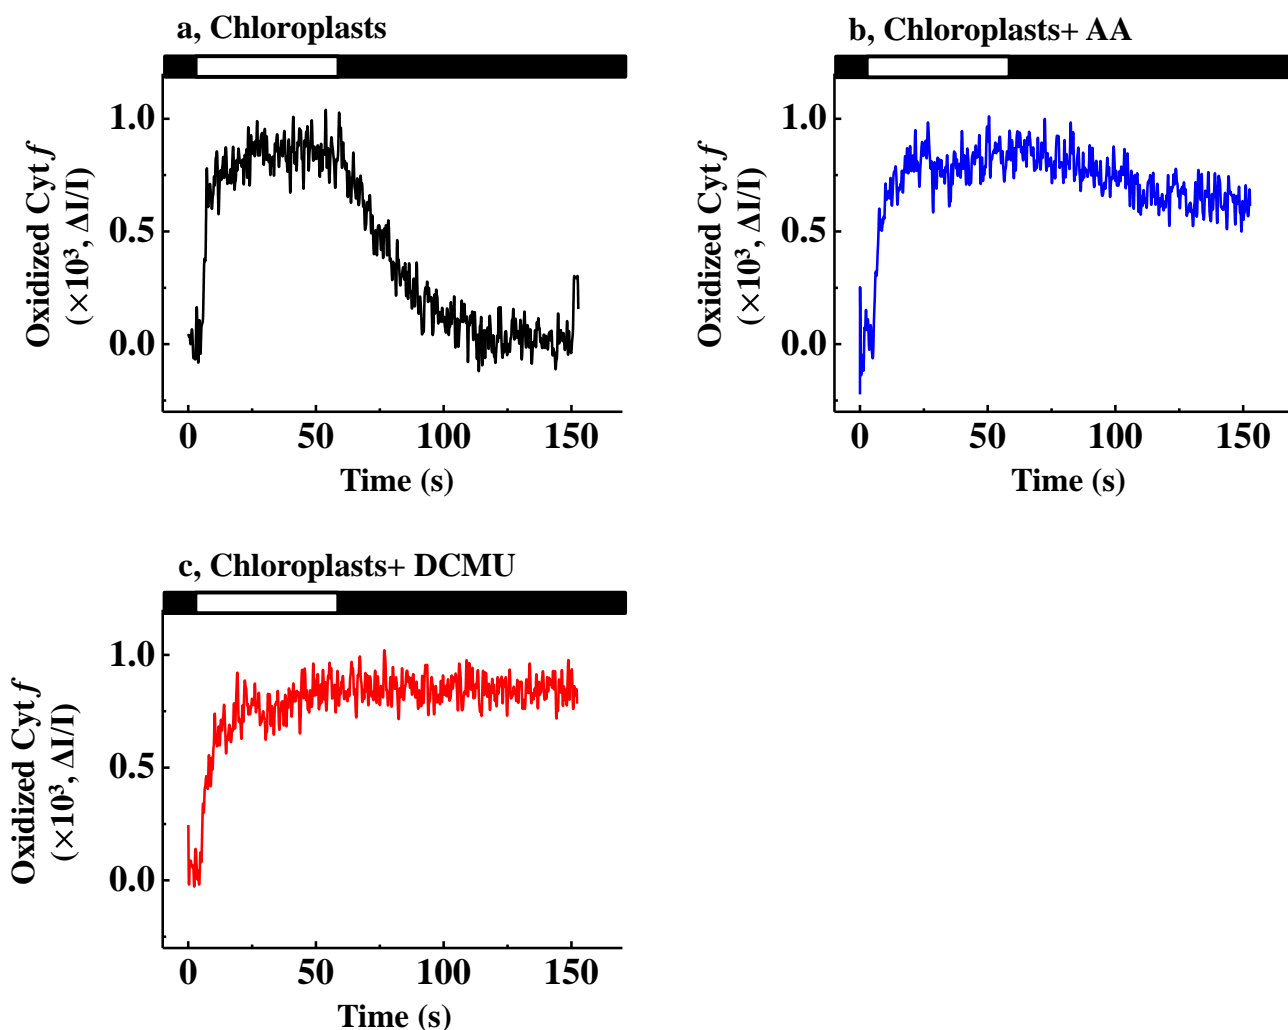 a, Chloroplasts
1.0
0.5
0.0
Oxidized Cyt f
(×10³, ΔI/I)
0 50 100 150
Time (s)
b, Chloroplasts+ AA
1.0
0.5
0.0
Oxidized Cyt f
(×10³, ΔI/I)
0 50 100 150
Time (s)
c, Chloroplasts+ DCMU
1.0
0.5
0.0
Oxidized Cyt f
(×10³, ΔI/I)
0 50 100 150
Time (s)